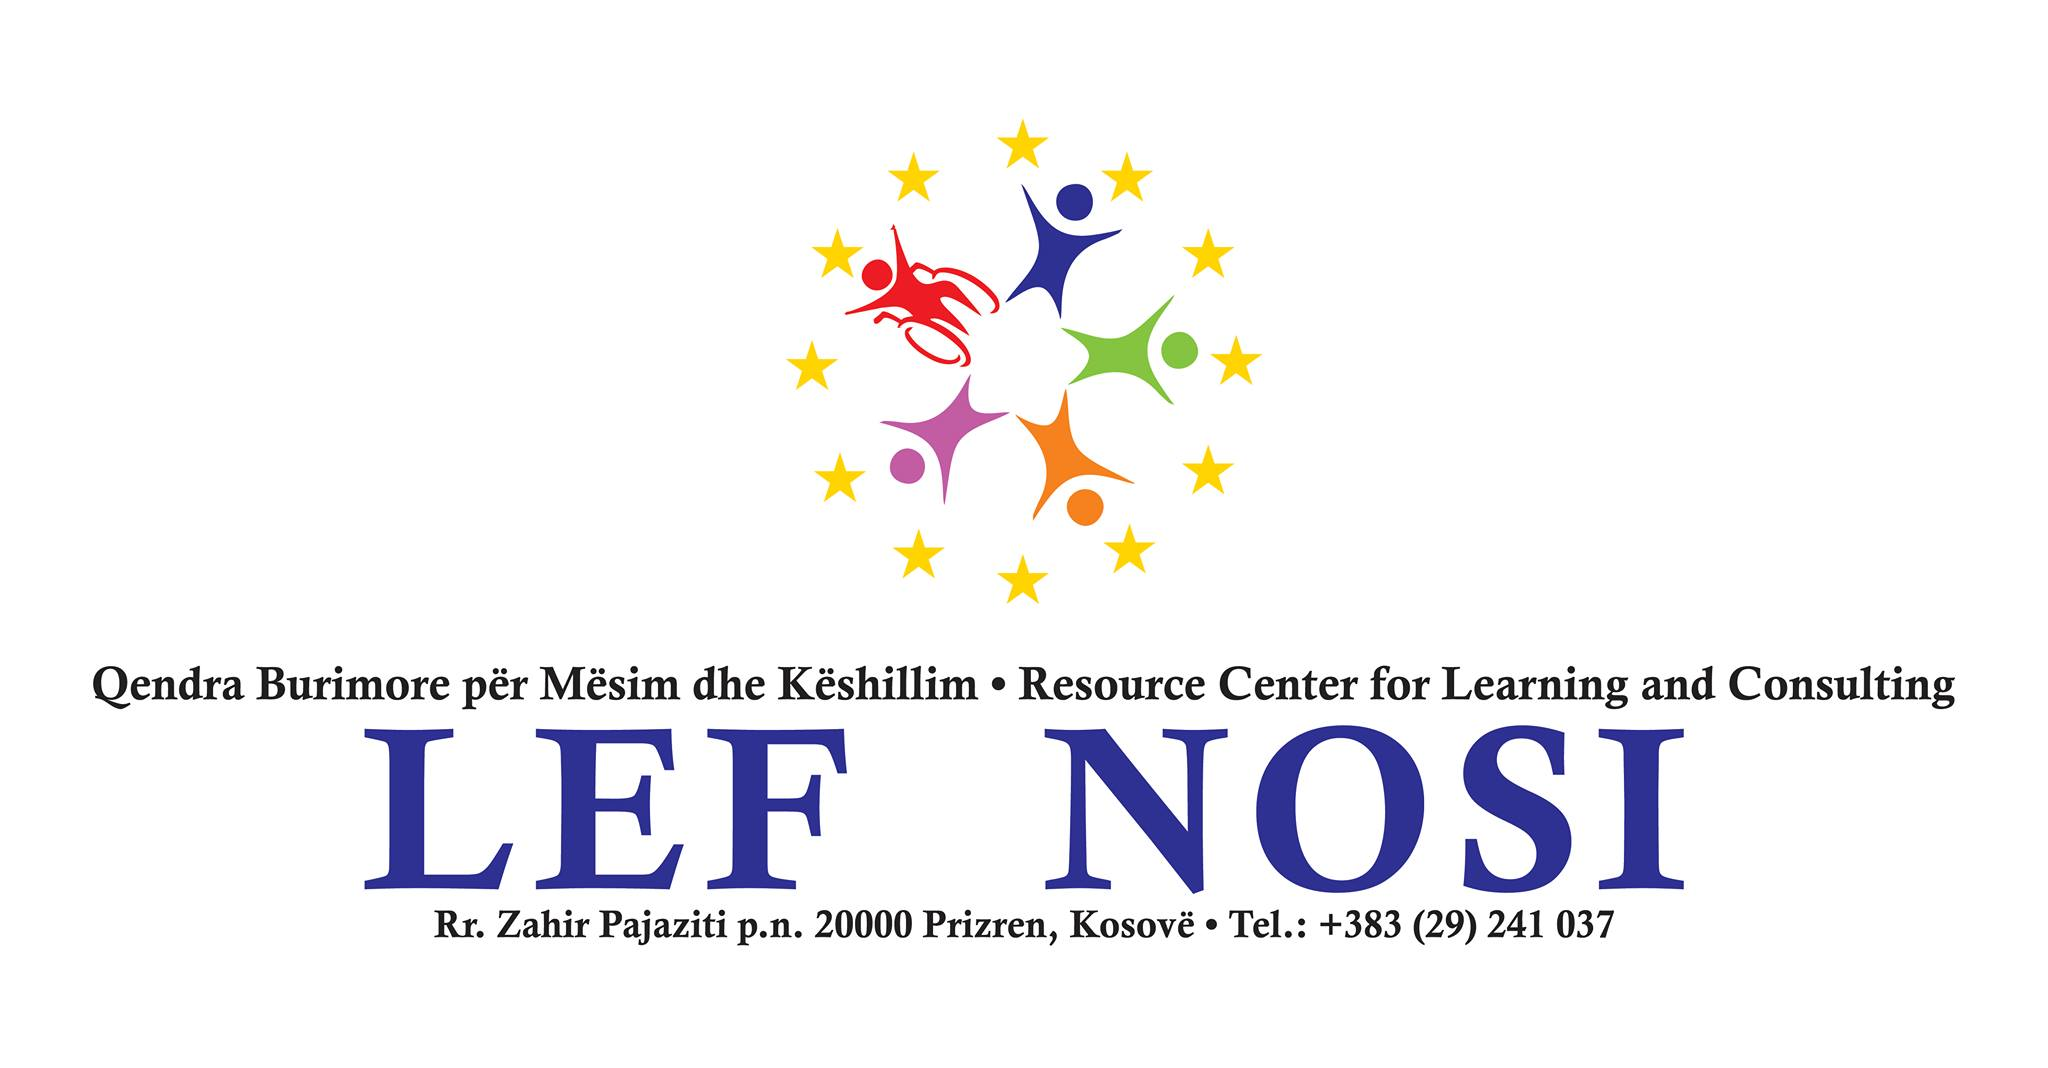 Qendra Burimore për Mësim dhe Këshillim • Resource Center for Learning and Consulting
LEF NOSI
Rr. Zahir Pajaziti p.n. 20000 Prizren, Kosovë • Tel.: +383 (29) 241 037